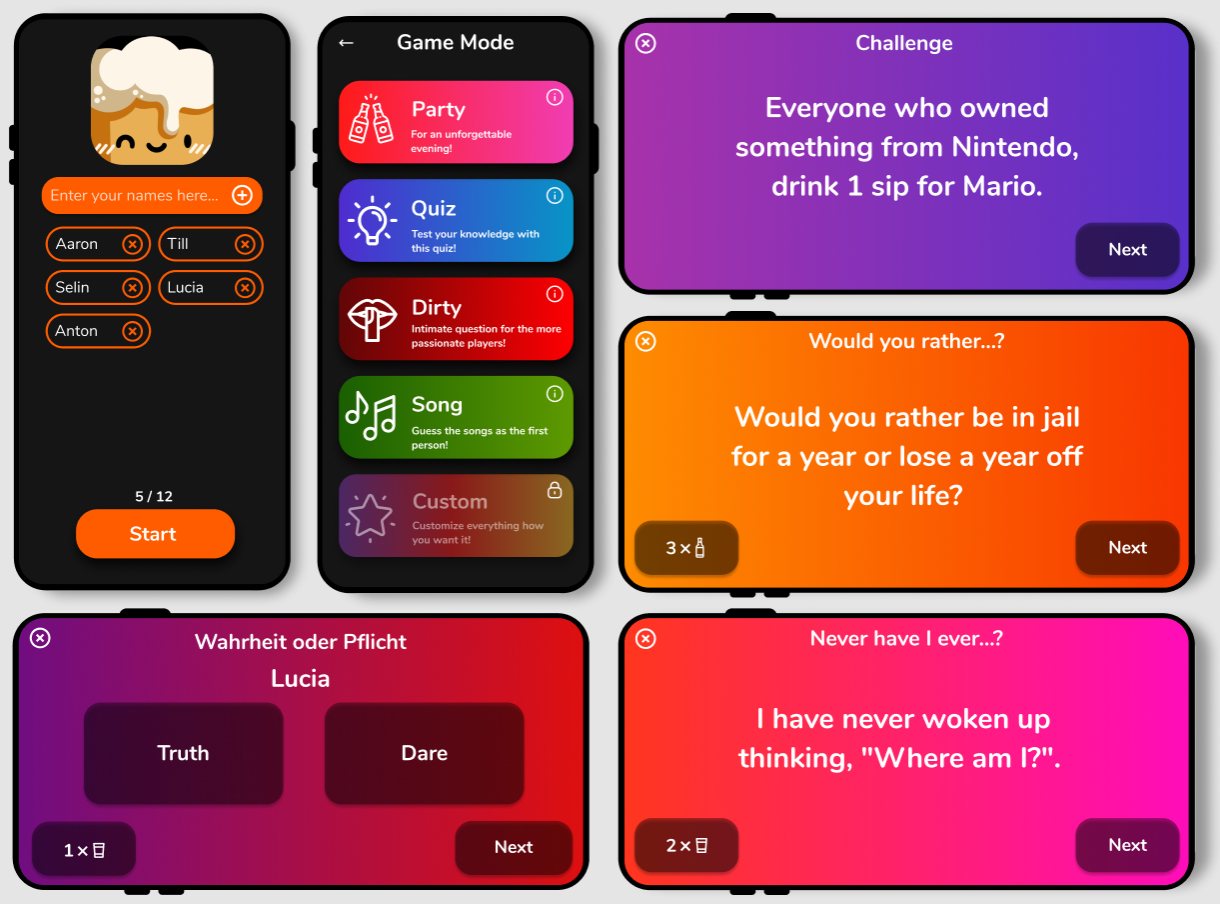 Enter your names here...
Aaron
Till
Selin
Lucia
Anton
5 / 12
Start
← Game Mode
Party
For an unforgettable
evening!
Quiz
Test your knowledge with
this quiz!
Dirty
Intimate question for the more
passionate players!
Song
Guess the songs as the first
person!
Custom
Customize everything how
you want it!
Challenge
Everyone who owned
something from Nintendo,
drink 1 sip for Mario.
Next
Would you rather...?
Would you rather be in jail
for a year or lose a year off
your life?
3 ×
Next
Wahrheit oder Pflicht
Lucia
Truth
Dare
1 ×
Next
Never have I ever...?
I have never woken up
thinking, "Where am I?".
2 ×
Next